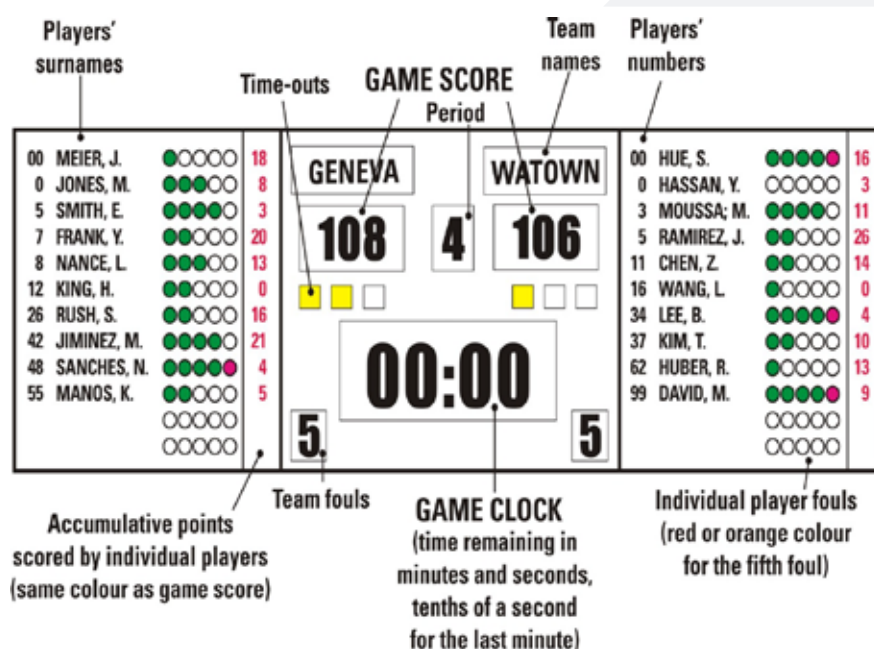 Players'
surnames
Time-outs
GAME SCORE
Period
Team
names
Players'
numbers
00 MEIER, J. 18
0 JONES, M. 8
5 SMITH, E. 3
7 FRANK, Y. 20
8 NANCE, L. 13
12 KING, H. 0
26 RUSH, S. 16
42 JIMINEZ, M. 21
48 SANCHES, N. 4
55 MANOS, K. 5
GENEVA WATOWN
108 4 106
00:00
5 5
00 HUE, S. 16
0 HASSAN, Y. 3
3 MOUSSA; M. 11
5 RAMIREZ, J. 26
11 CHEN, Z. 14
16 WANG, L. 0
34 LEE, B. 4
37 KIM, T. 10
62 HUBER, R. 13
99 DAVID, M. 9
Accumulative points
scored by individual players
(same colour as game score)
Team fouls
GAME CLOCK
(time remaining in
minutes and seconds,
tenths of a second
for the last minute)
Individual player fouls
(red or orange colour
for the fifth foul)